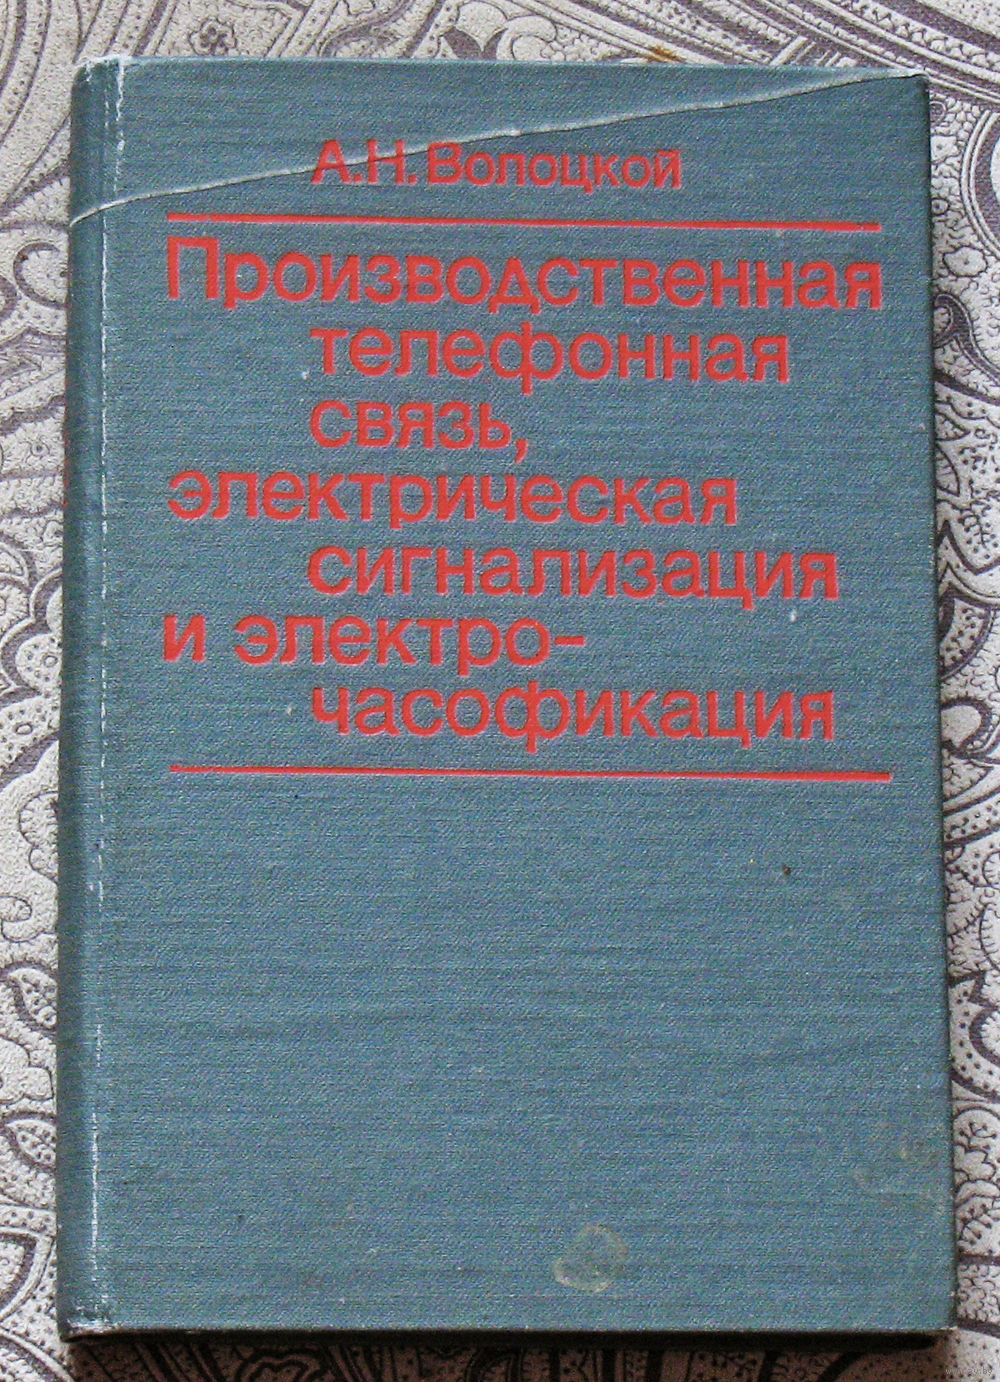 А.Н.Волоцкой
Производственная
телефонная
связь,
электрическая
сигнализация
и электро-
часофикация